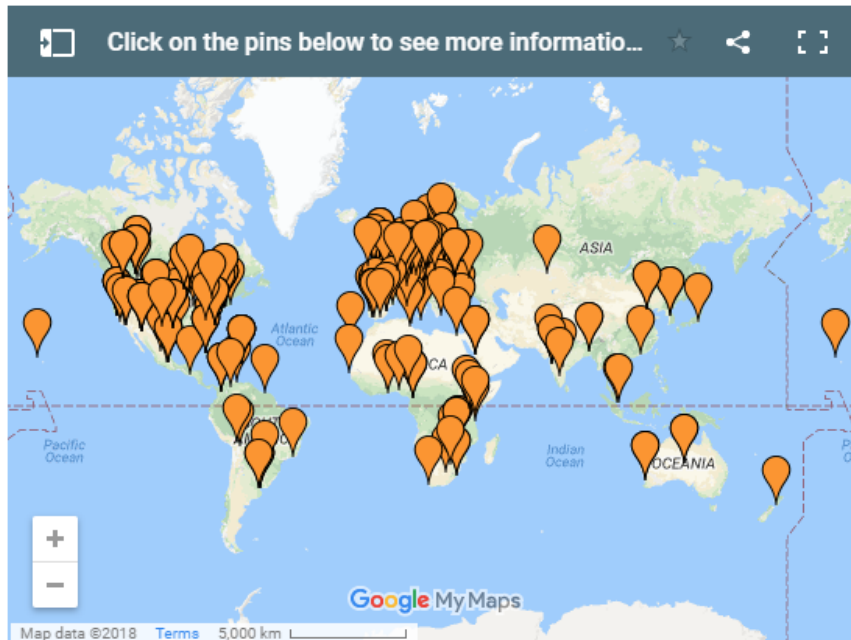 Click on the pins below to see more informatio...
ASIA
Atlantic
Ocean
CA
Pacific
Ocean
Indian
Ocean
OCEANIA
P
+
−
Google My Maps
Map data ©2018 Terms 5,000 km